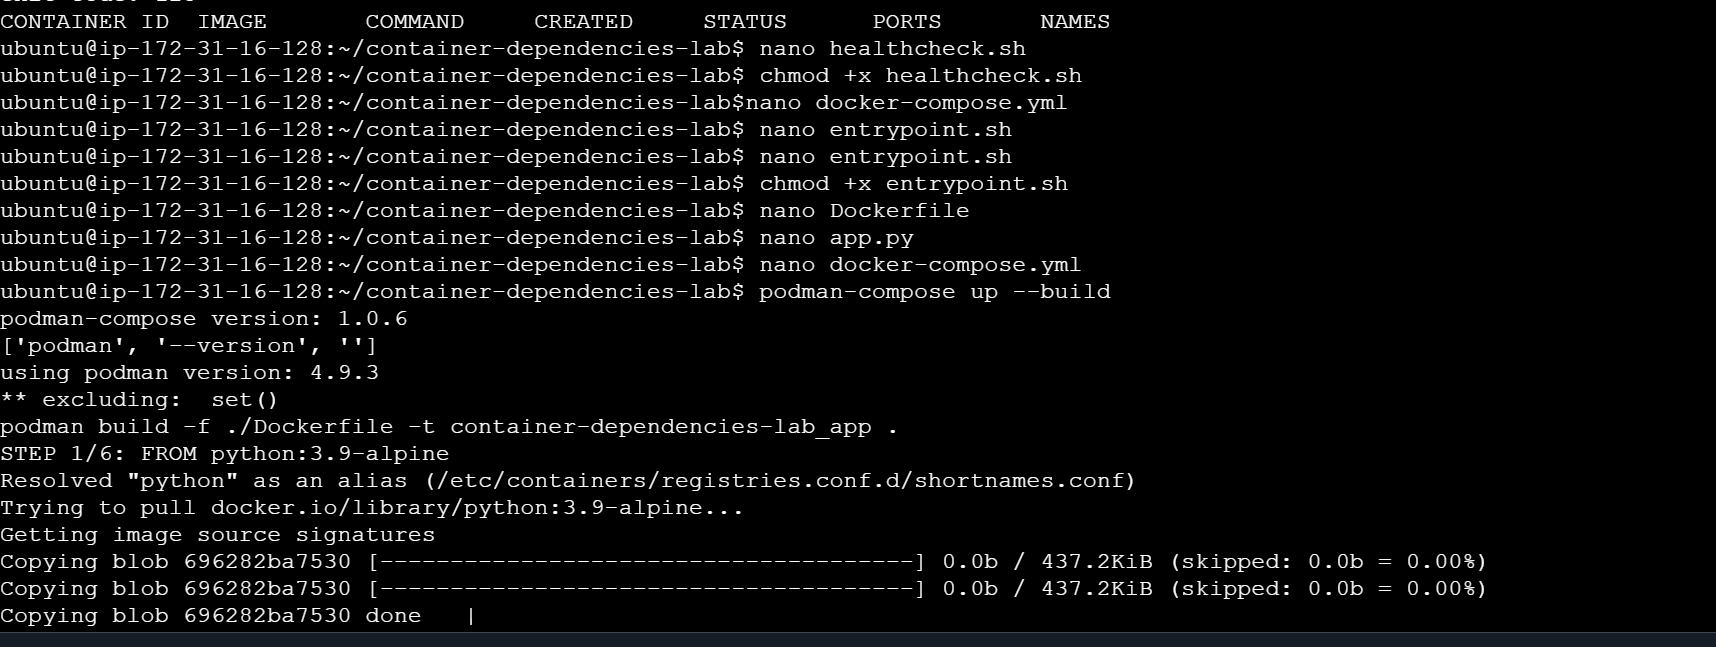 CONTAINER ID  IMAGE       COMMAND     CREATED     STATUS      PORTS       NAMES
ubuntu@ip-172-31-16-128:~/container-dependencies-lab$ nano healthcheck.sh
ubuntu@ip-172-31-16-128:~/container-dependencies-lab$ chmod +x healthcheck.sh
ubuntu@ip-172-31-16-128:~/container-dependencies-lab$nano docker-compose.yml
ubuntu@ip-172-31-16-128:~/container-dependencies-lab$ nano entrypoint.sh
ubuntu@ip-172-31-16-128:~/container-dependencies-lab$ nano entrypoint.sh
ubuntu@ip-172-31-16-128:~/container-dependencies-lab$ chmod +x entrypoint.sh
ubuntu@ip-172-31-16-128:~/container-dependencies-lab$ nano Dockerfile
ubuntu@ip-172-31-16-128:~/container-dependencies-lab$ nano app.py
ubuntu@ip-172-31-16-128:~/container-dependencies-lab$ nano docker-compose.yml
ubuntu@ip-172-31-16-128:~/container-dependencies-lab$ podman-compose up --build
podman-compose version: 1.0.6
['podman', '--version', '']
using podman version: 4.9.3
** excluding:  set()
podman build -f ./Dockerfile -t container-dependencies-lab_app .
STEP 1/6: FROM python:3.9-alpine
Resolved "python" as an alias (/etc/containers/registries.conf.d/shortnames.conf)
Trying to pull docker.io/library/python:3.9-alpine...
Getting image source signatures
Copying blob 696282ba7530 [--------------------------------------] 0.0b / 437.2KiB (skipped: 0.0b = 0.00%)
Copying blob 696282ba7530 [--------------------------------------] 0.0b / 437.2KiB (skipped: 0.0b = 0.00%)
Copying blob 696282ba7530 done   |